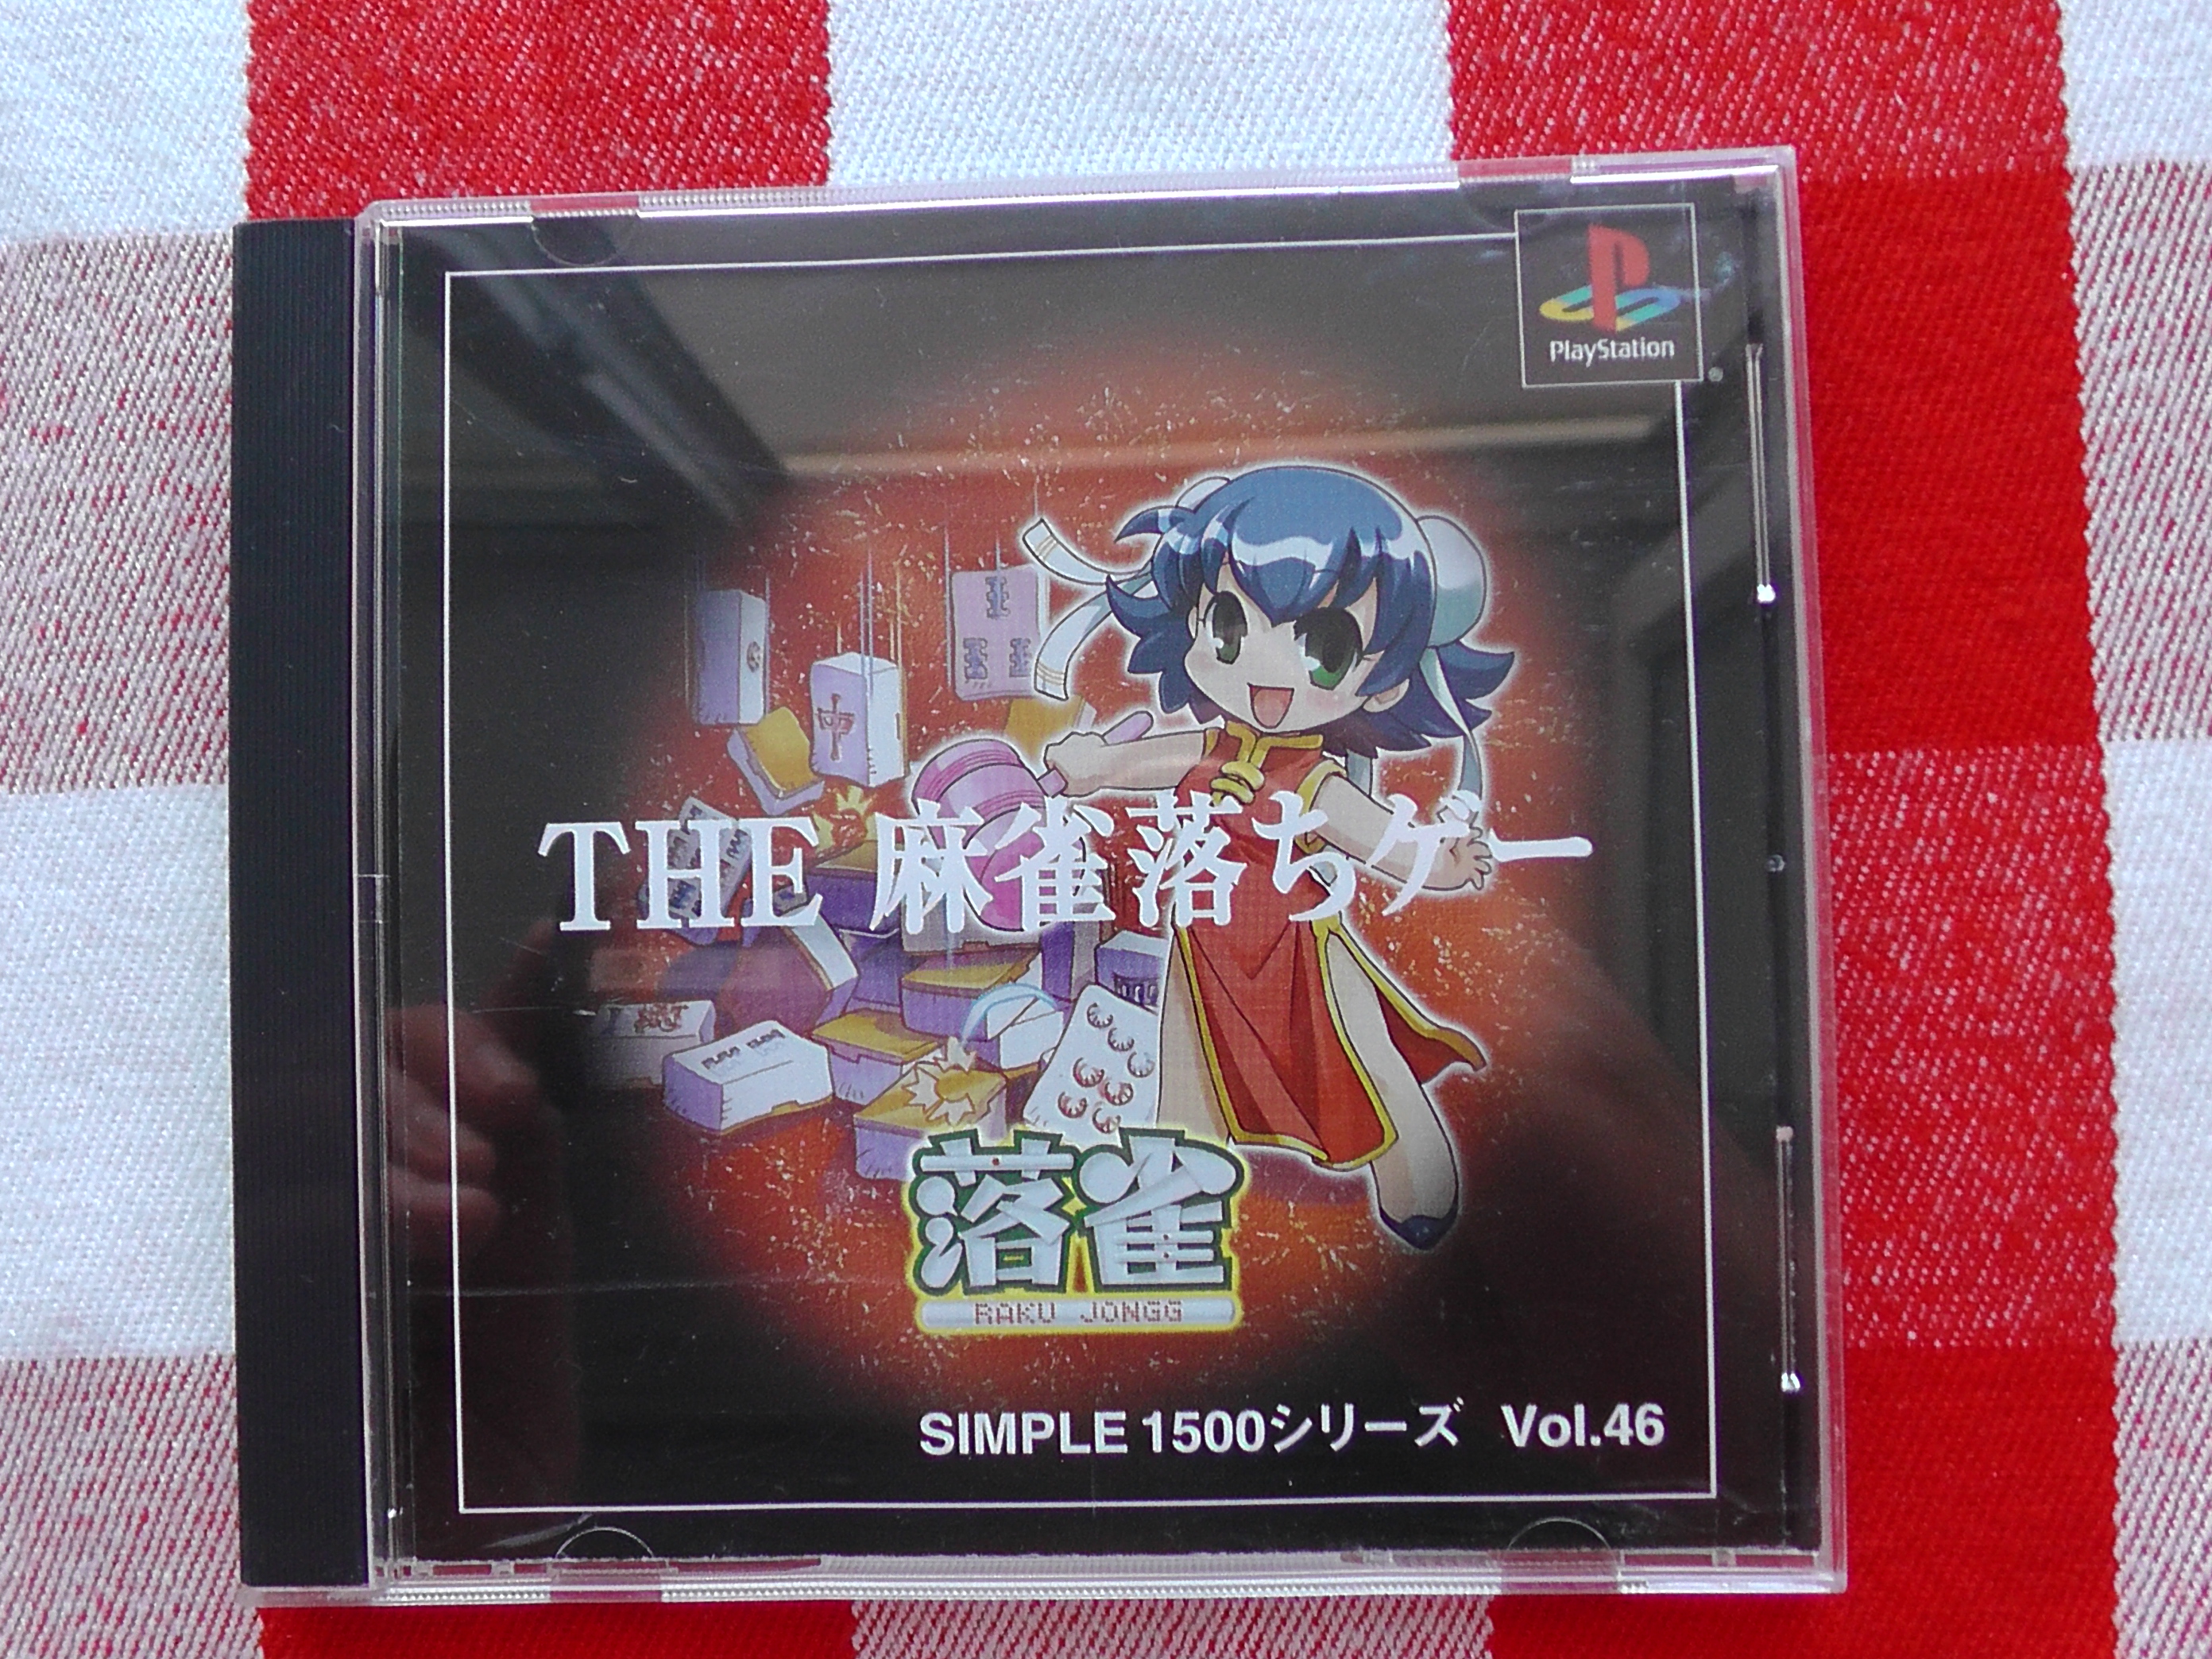 PlayStation
THE 麻雀落ちゲー
中
落雀
RAKU JONGG
SIMPLE 1500シリーズ Vol.46